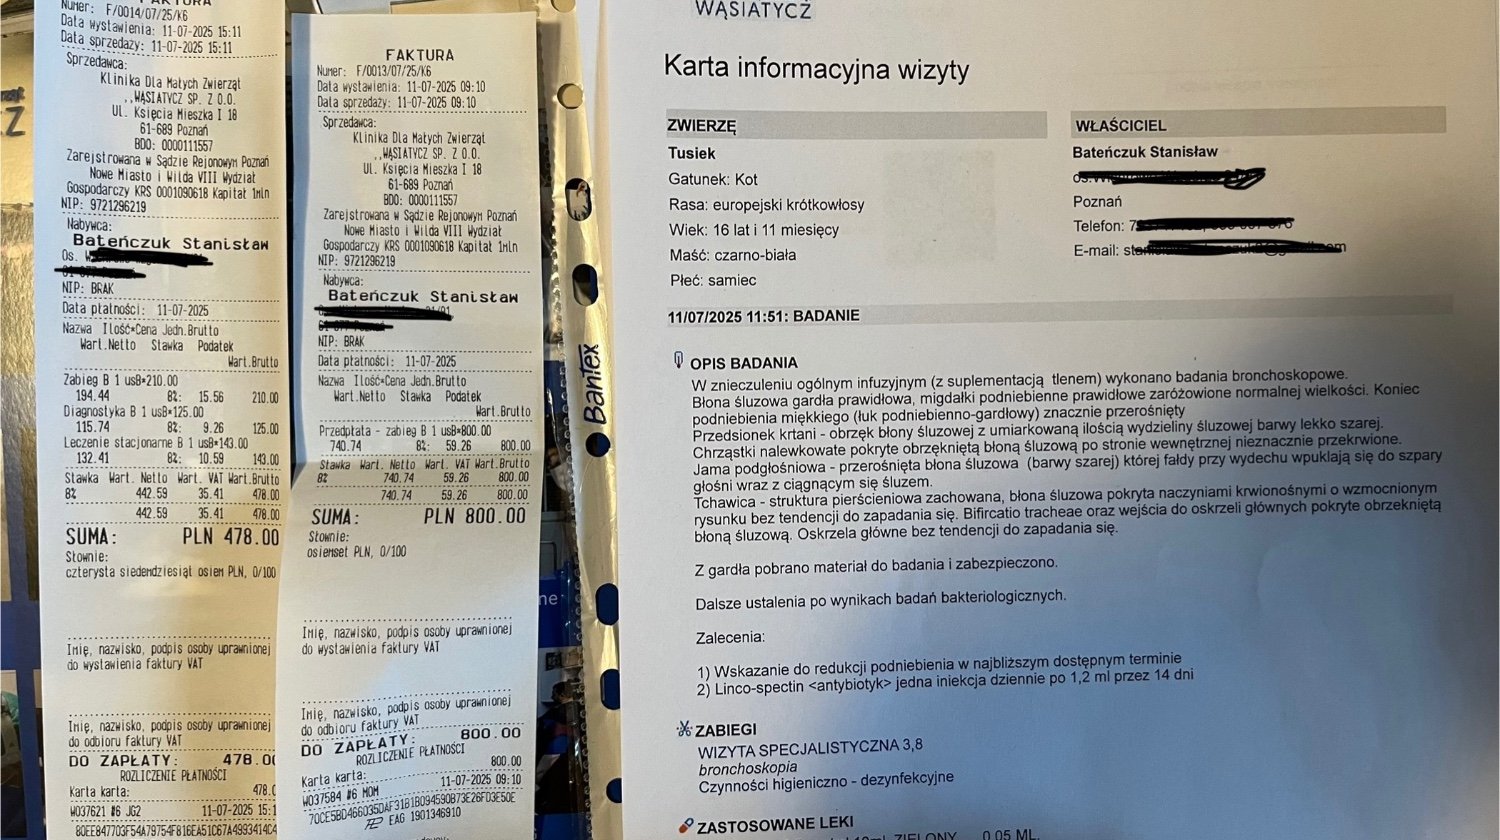 FAKTURA
Numer: F/0014/07/25/K6
Data wystawienia: 11-07-2025 15:11
Data sprzedaży: 11-07-2025 15:11
Sprzedawca:
Klinika Dla Małych Zwierząt
,,WĄSIATYCZ SP. Z O.O.
UL. Księcia Mieszka I 18
61-689 Poznań
BDO: 0000111557
Zarejstrowana w Sądzie Rejonowym Poznań
Nowe Miasto i Wilda VIII Wydział
Gospodarczy KRS 0001090618 Kapitał 1mln
NIP: 9721296219
Nabywca:
Bateńczuk Stanisław
Os.
NIP: BRAK
Data płatności: 11-07-2025
Nazwa Ilość*Cena Jedn.Brutto
Wart.Netto Stawka Podatek
Wart.Brutto
Zabieg B 1 usB*210.00
194.44 8%: 15.56 210.00
Diagnostyka B 1 usB*125.00
115.74 8%: 9.26 125.00
Leczenie stacjonarne B 1 usB*143.00
132.41 8%: 10.59 143.00
Stawka Wart. Netto Wart. VAT Wart.Brutto
8% 442.59 35.41 478.00
442.59 35.41 478.00
SUMA: PLN 478.00
Słownie:
czterysta siedemdziesiąt osiem PLN, 0/100
Imię, nazwisko, podpis osoby uprawnionej
do wystawienia faktury VAT
Imię, nazwisko, podpis osoby uprawnionej
do odbioru faktury VAT
DO ZAPŁATY: 478.00
ROZLICZENIE PŁATNOŚCI
Karta karta: 478.0
W037621 #6 JG2 11-07-2025 15:1
FAKTURA
Numer: F/0013/07/25/K6
Data wystawienia: 11-07-2025 09:10
Data sprzedaży: 11-07-2025 09:10
Sprzedawca:
Klinika Dla Małych Zwierząt
,,WĄSIATYCZ SP. Z O.O.
UL. Księcia Mieszka I 18
61-689 Poznań
BDO: 0000111557
Zarejstrowana w Sądzie Rejonowym Poznań
Nowe Miasto i Wilda VIII Wydział
Gospodarczy KRS 0001090618 Kapitał 1mln
NIP: 9721296219
Nabywca:
Bateńczuk Stanisław
NIP: BRAK
Data płatności: 11-07-2025
Nazwa Ilość*Cena Jedn.Brutto
Wart.Netto Stawka Podatek
Wart.Brutto
Przedpłata - zabieg B 1 usB*800.00
740.74 8%: 59.26 800.00
Stawka Wart. Netto Wart. VAT Wart.Brutto
8% 740.74 59.26 800.00
740.74 59.26 800.00
SUMA: PLN 800.00
Słownie:
osiemset PLN, 0/100
Imię, nazwisko, podpis osoby uprawnionej
do wystawienia faktury VAT
Imię, nazwisko, podpis osoby uprawnionej
do odbioru faktury VAT
DO ZAPŁATY: 800.00
ROZLICZENIE PŁATNOŚCI
Karta karta: 800.00
W037584 #6 MOM 11-07-2025 09:10
EAG 1901346910
Bantex
WĄSIATYCZ
Karta informacyjna wizyty
ZWIERZĘ
Tusiek
Gatunek: Kot
Rasa: europejski krótkowłosy
Wiek: 16 lat i 11 miesięcy
Maść: czarno-biała
Płeć: samiec
WŁAŚCICIEL
Bateńczuk Stanisław
Poznań
Telefon: 7
E-mail:
11/07/2025 11:51: BADANIE
OPIS BADANIA
W znieczuleniu ogólnym infuzyjnym (z suplementacją tlenem) wykonano badania bronchoskopowe.
Błona śluzowa gardła prawidłowa, migdałki podniebienne prawidłowe zaróżowione normalnej wielkości. Koniec
podniebienia miękkiego (łuk podniebienno-gardłowy) znacznie przerośnięty
Przedsionek krtani - obrzęk błony śluzowej z umiarkowaną ilością wydzieliny śluzowej barwy lekko szarej.
Chrząstki nalewkowate pokryte obrzękniętą błoną śluzową po stronie wewnętrznej nieznacznie przekrwione.
Jama podgłośniowa - przerośnięta błona śluzowa (barwy szarej) której fałdy przy wydechu wpuklają się do szpary
głośni wraz z ciągnącym się śluzem.
Tchawica - struktura pierścieniowa zachowana, błona śluzowa pokryta naczyniami krwionośnymi o wzmocnionym
rysunku bez tendencji do zapadania się. Bifircatio tracheae oraz wejścia do oskrzeli głównych pokryte obrzekniętą
błoną śluzową. Oskrzela główne bez tendencji do zapadania się.
Z gardła pobrano materiał do badania i zabezpieczono.
Dalsze ustalenia po wynikach badań bakteriologicznych.
Zalecenia:
1) Wskazanie do redukcji podniebienia w najbliższym dostępnym terminie
2) Linco-spectin <antybiotyk> jedna iniekcja dziennie po 1,2 ml przez 14 dni
ZABIEGI
WIZYTA SPECJALISTYCZNA 3,8
bronchoskopia
Czynności higieniczno - dezynfekcyjne
ZASTOSOWANE LEKI
ZIELONY 0.05 ML.